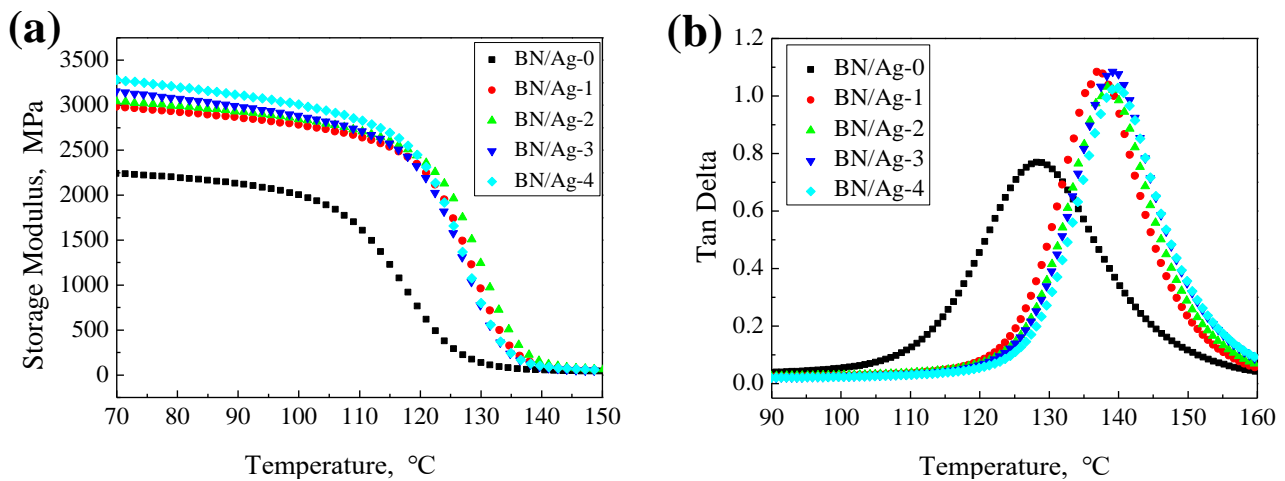 (a)
3500
3000
2500
2000
1500
1000
500
0
Storage Modulus, MPa
BN/Ag-0
BN/Ag-1
BN/Ag-2
BN/Ag-3
BN/Ag-4
70 80 90 100 110 120 130 140 150
Temperature, °C
(b)
1.2
1.0
0.8
0.6
0.4
0.2
0.0
Tan Delta
BN/Ag-0
BN/Ag-1
BN/Ag-2
BN/Ag-3
BN/Ag-4
90 100 110 120 130 140 150 160
Temperature, °C